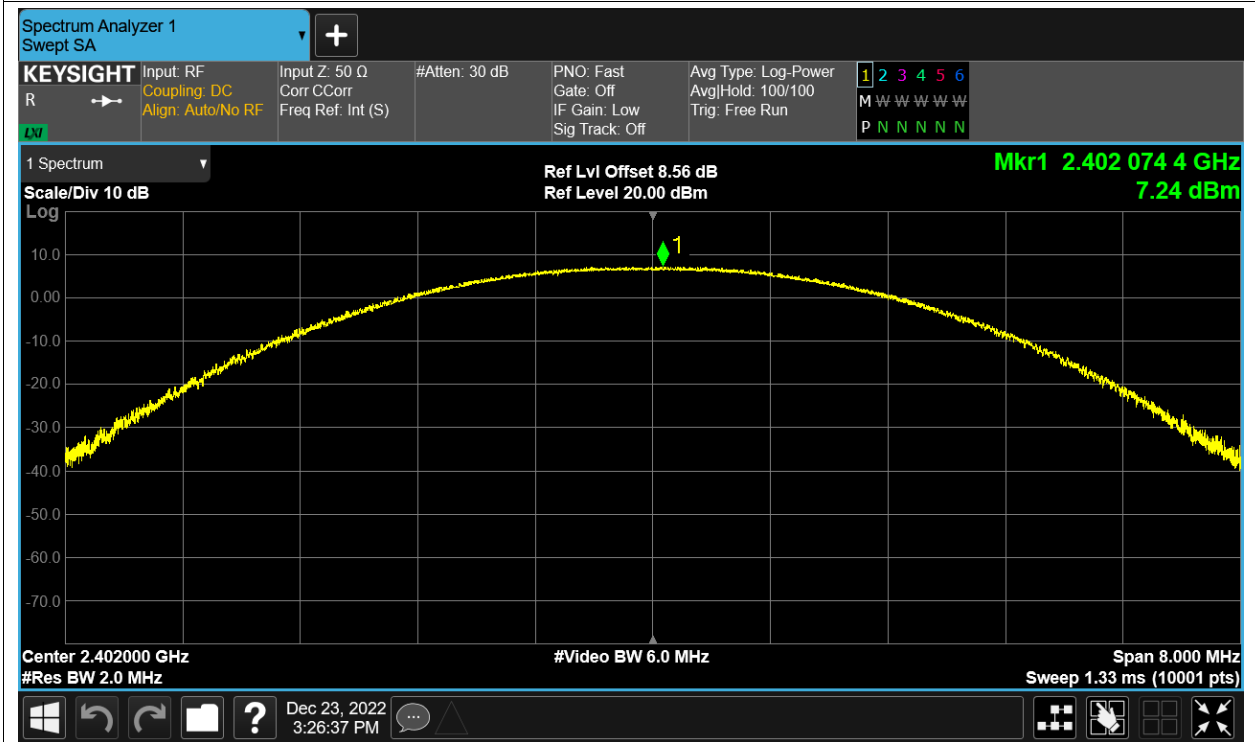 Spectrum Analyzer 1
Swept SA
+
KEYSIGHT
R
LXI
Input: RF
Coupling: DC
Align: Auto/No RF
Input Z: 50 Ω
Corr CCorr
Freq Ref: Int (S)
#Atten: 30 dB
PNO: Fast
Gate: Off
IF Gain: Low
Sig Track: Off
Avg Type: Log-Power
Avg|Hold: 100/100
Trig: Free Run
1 2 3 4 5 6
M W W W W W
P N N N N N
1 Spectrum
Scale/Div 10 dB
Log
Ref Lvl Offset 8.56 dB
Ref Level 20.00 dBm
Mkr1 2.402 074 4 GHz
7.24 dBm
1
10.0
0.00
-10.0
-20.0
-30.0
-40.0
-50.0
-60.0
-70.0
Center 2.402000 GHz
#Res BW 2.0 MHz
#Video BW 6.0 MHz
Span 8.000 MHz
Sweep 1.33 ms (10001 pts)
?
Dec 23, 2022
3:26:37 PM